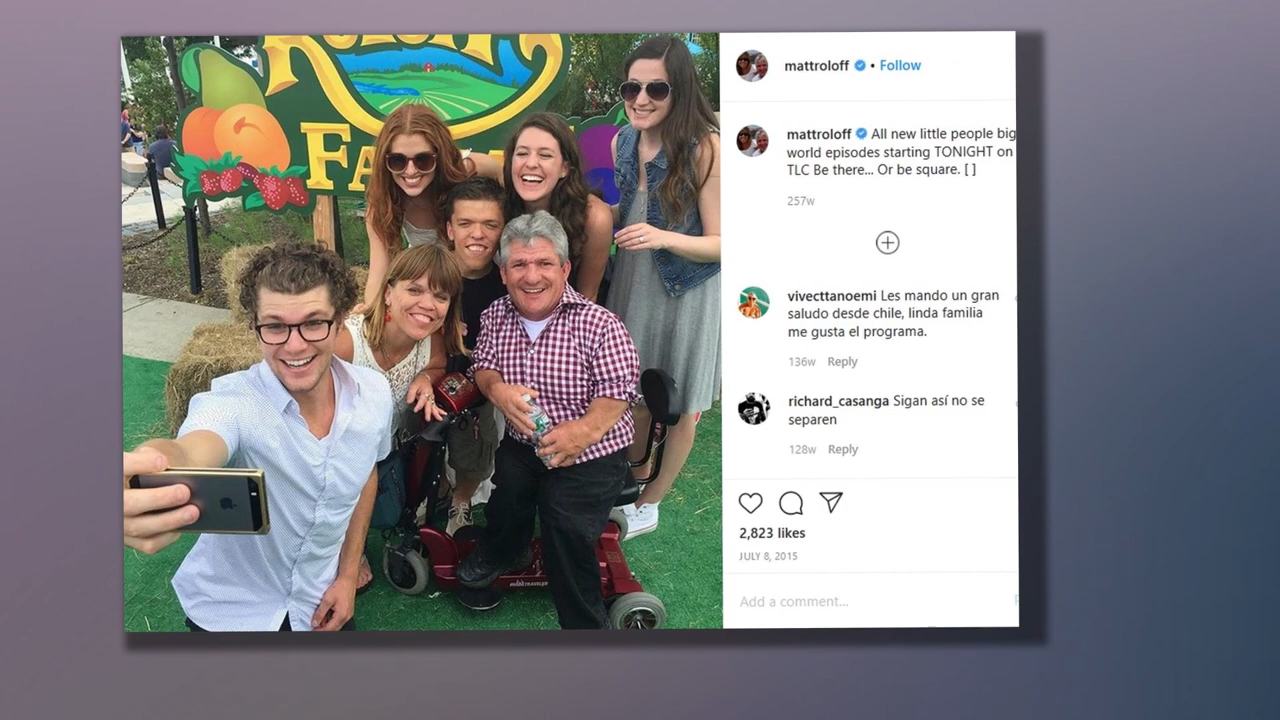 FA
mattroloff • Follow
mattroloff All new little people big
world episodes starting TONIGHT on
TLC Be there... Or be square. [ ]
257w
vivecttanoemi Les mando un gran
saludo desde chile, linda familia
me gusta el programa.
136w Reply
richard_casanga Sigan así no se
separen
128w Reply
2,823 likes
JULY 8, 2015
Add a comment...